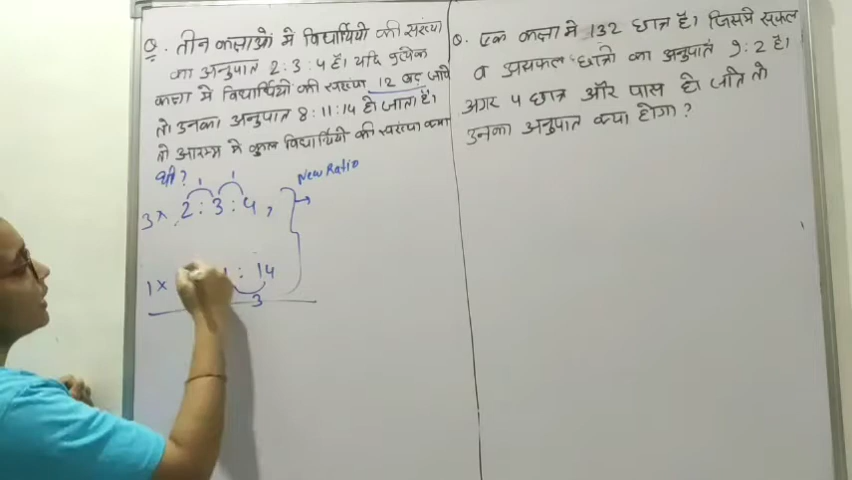 Q. तीन कक्षाओं में विद्यार्थियों की संख्या
का अनुपात 2:3:4 है। यदि प्रत्येक
कक्षा में विद्यार्थियों की संख्या 12 बढ़ जाये
तो उनका अनुपात 8:11:14 हो जाता है।
तो आरम्भ में कुल विद्यार्थियों की संख्या क्या
थी?
New Ratio
1 1
3× 2:3:4,
1× : 14
3
Q. एक कक्षा में 132 छात्र है। जिसमें सफल
व असफल छात्रों का अनुपात 9:2 है।
अगर 4 छात्र और पास हो जाते तो
उनका अनुपात क्या होगा?